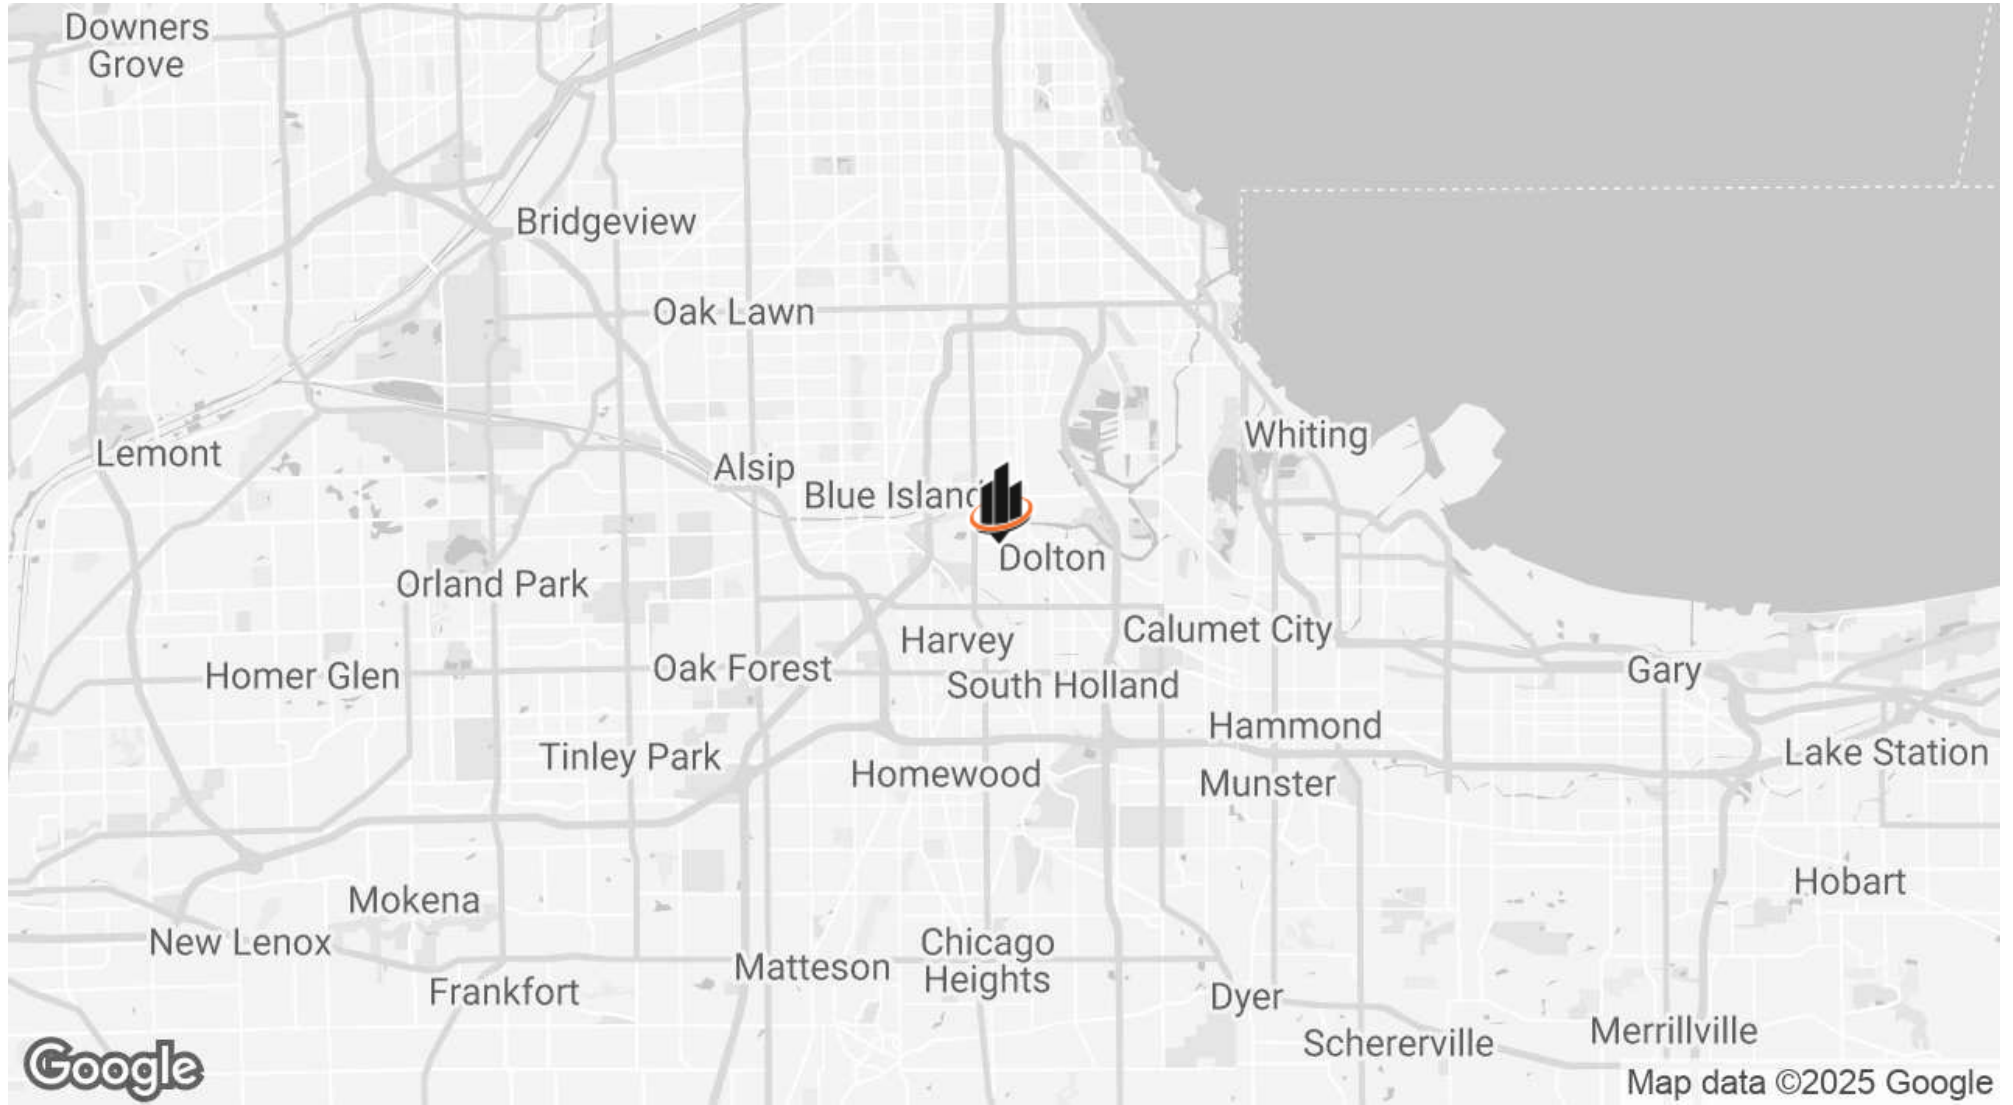 Downers
Grove
Bridgeview
Oak Lawn
Whiting
Lemont
Alsip
Blue Island
Dolton
Orland Park
Calumet City
Harvey
Homer Glen
Oak Forest
Gary
South Holland
Hammond
Lake Station
Tinley Park
Homewood
Munster
Hobart
Mokena
New Lenox
Chicago
Heights
Matteson
Frankfort
Dyer
Merrillville
Schererville
Google
Map data ©2025 Google